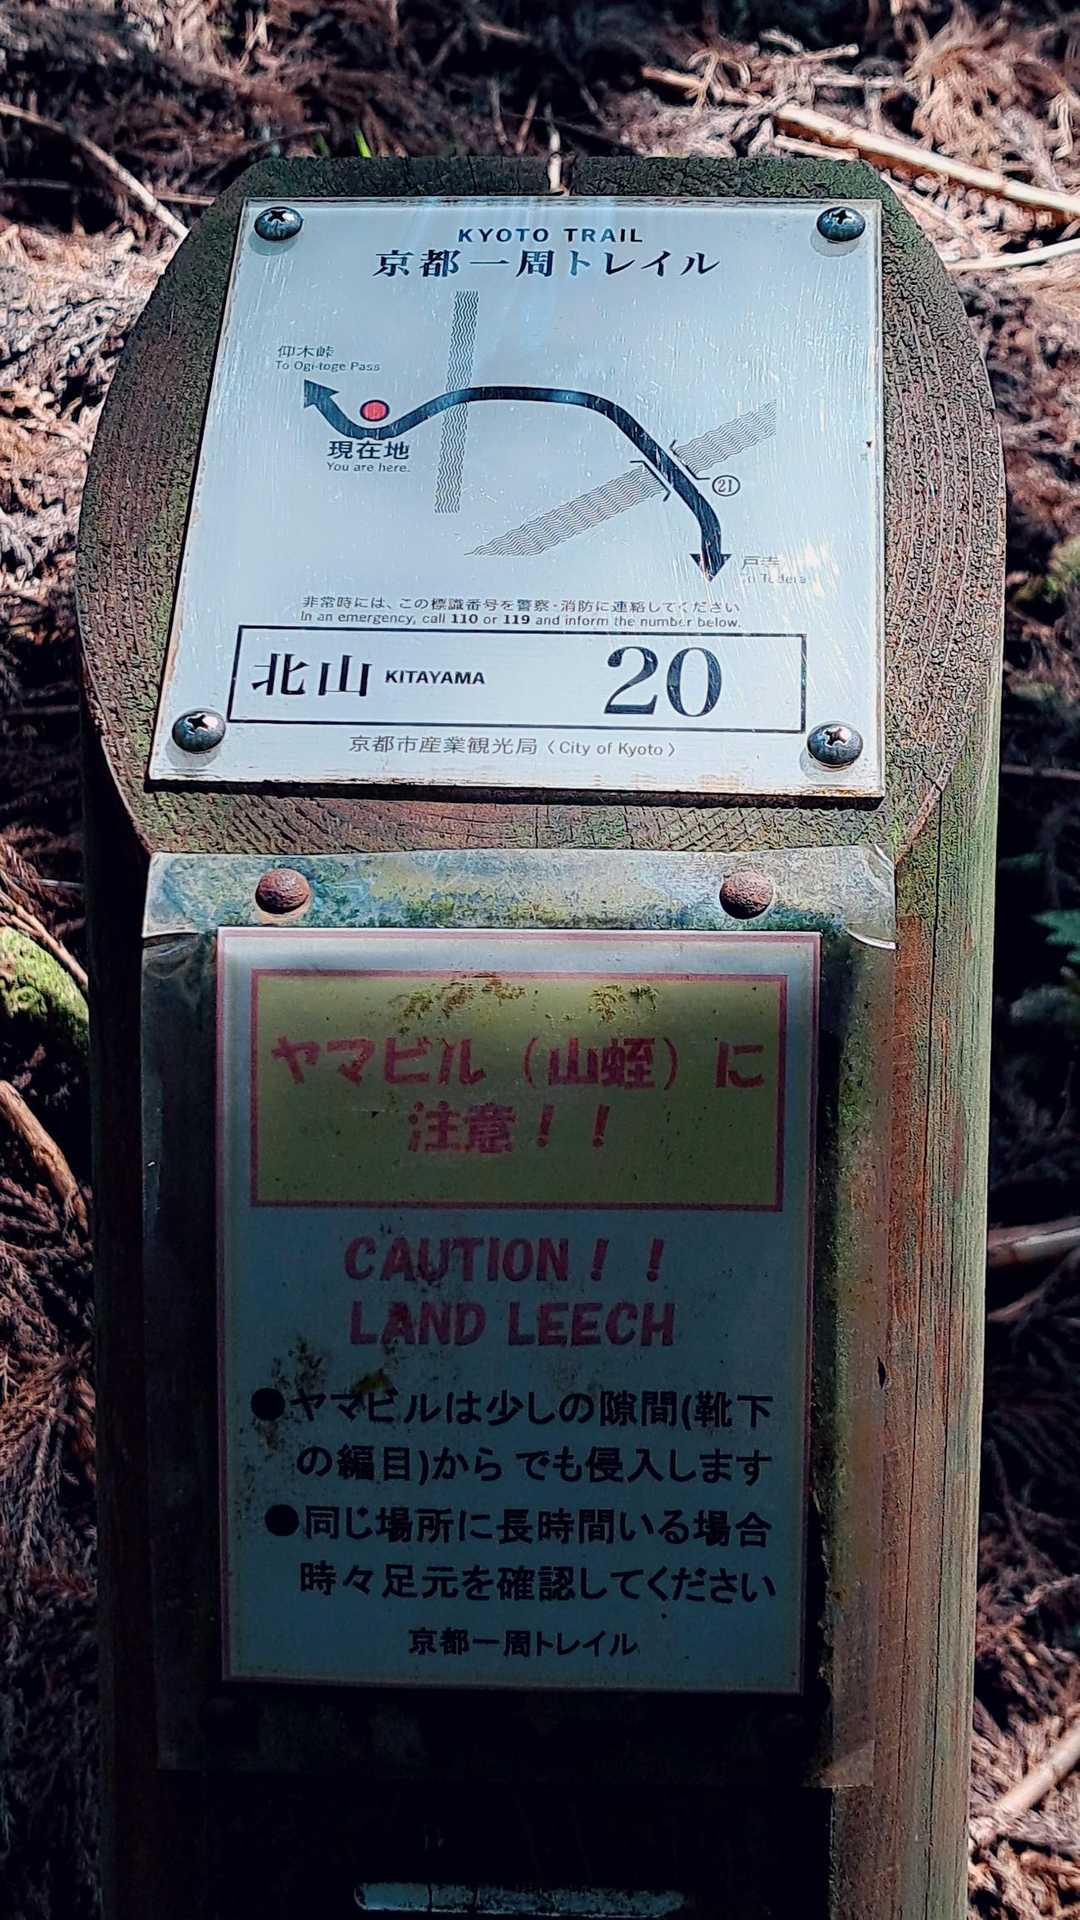 KYOTO TRAIL
京都一周トレイル
仰木峠
To Ogi-toge Pass
現在地
You are here.
21
戸寺
To Todera
非常時には、この標識番号を警察・消防に連絡してください
In an emergency, call 110 or 119 and inform the number below.
北山 KITAYAMA 20
京都市産業観光局〈City of Kyoto〉
ヤマビル（山蛭）に
注意！！
CAUTION！！
LAND LEECH
●ヤマビルは少しの隙間(靴下
の編目)から でも侵入します
●同じ場所に長時間いる場合
時々足元を確認してください
京都一周トレイル